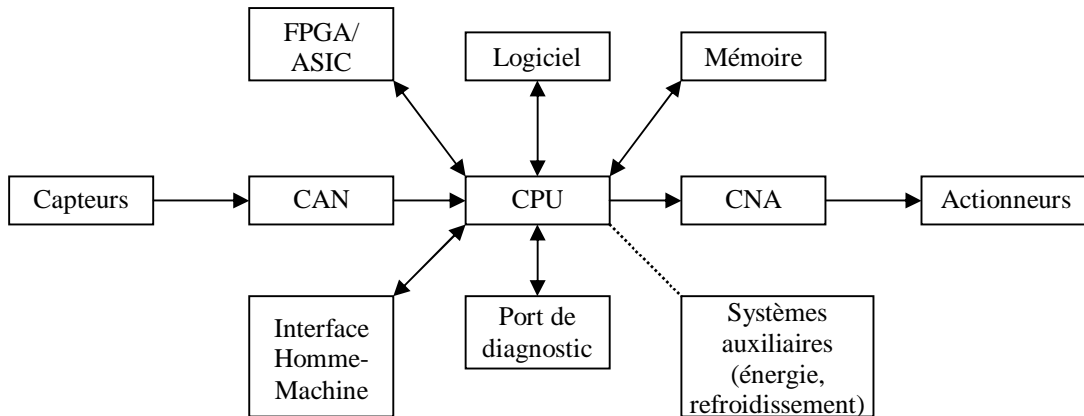 FPGA/
ASIC
Logiciel
Mémoire
Capteurs
CAN
CPU
CNA
Actionneurs
Interface
Homme-
Machine
Port de
diagnostic
Systèmes
auxiliaires
(énergie,
refroidissement)